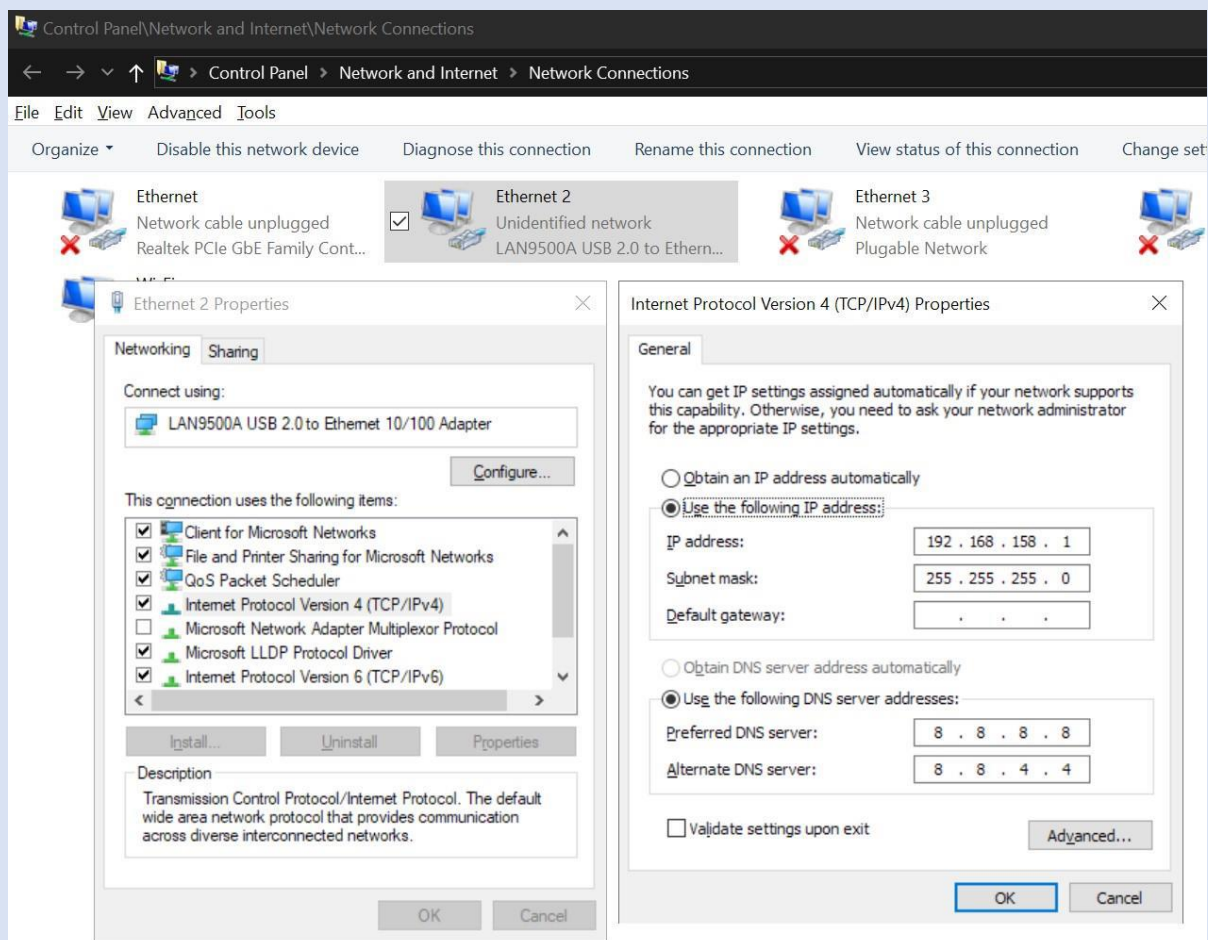 Control Panel\Network and Internet\Network Connections
Control Panel > Network and Internet > Network Connections
File Edit View Advanced Tools
Organize Disable this network device Diagnose this connection Rename this connection View status of this connection Change set
Ethernet
Network cable unplugged
Realtek PCIe GbE Family Cont...
Ethernet 2
Unidentified network
LAN9500A USB 2.0 to Ethern...
Ethernet 3
Network cable unplugged
Plugable Network
Ethernet 2 Properties
Networking Sharing
Connect using:
LAN9500A USB 2.0 to Ethernet 10/100 Adapter
Configure...
This connection uses the following items:
Client for Microsoft Networks
File and Printer Sharing for Microsoft Networks
QoS Packet Scheduler
Internet Protocol Version 4 (TCP/IPv4)
Microsoft Network Adapter Multiplexor Protocol
Microsoft LLDP Protocol Driver
Internet Protocol Version 6 (TCP/IPv6)
Install... Uninstall Properties
Description
Transmission Control Protocol/Internet Protocol. The default
wide area network protocol that provides communication
across diverse interconnected networks.
OK Cancel
Internet Protocol Version 4 (TCP/IPv4) Properties
General
You can get IP settings assigned automatically if your network supports
this capability. Otherwise, you need to ask your network administrator
for the appropriate IP settings.
Obtain an IP address automatically
Use the following IP address:
IP address: 192 . 168 . 158 . 1
Subnet mask: 255 . 255 . 255 . 0
Default gateway: . . .
Obtain DNS server address automatically
Use the following DNS server addresses:
Preferred DNS server: 8 . 8 . 8 . 8
Alternate DNS server: 8 . 8 . 4 . 4
Validate settings upon exit
Advanced...
OK Cancel